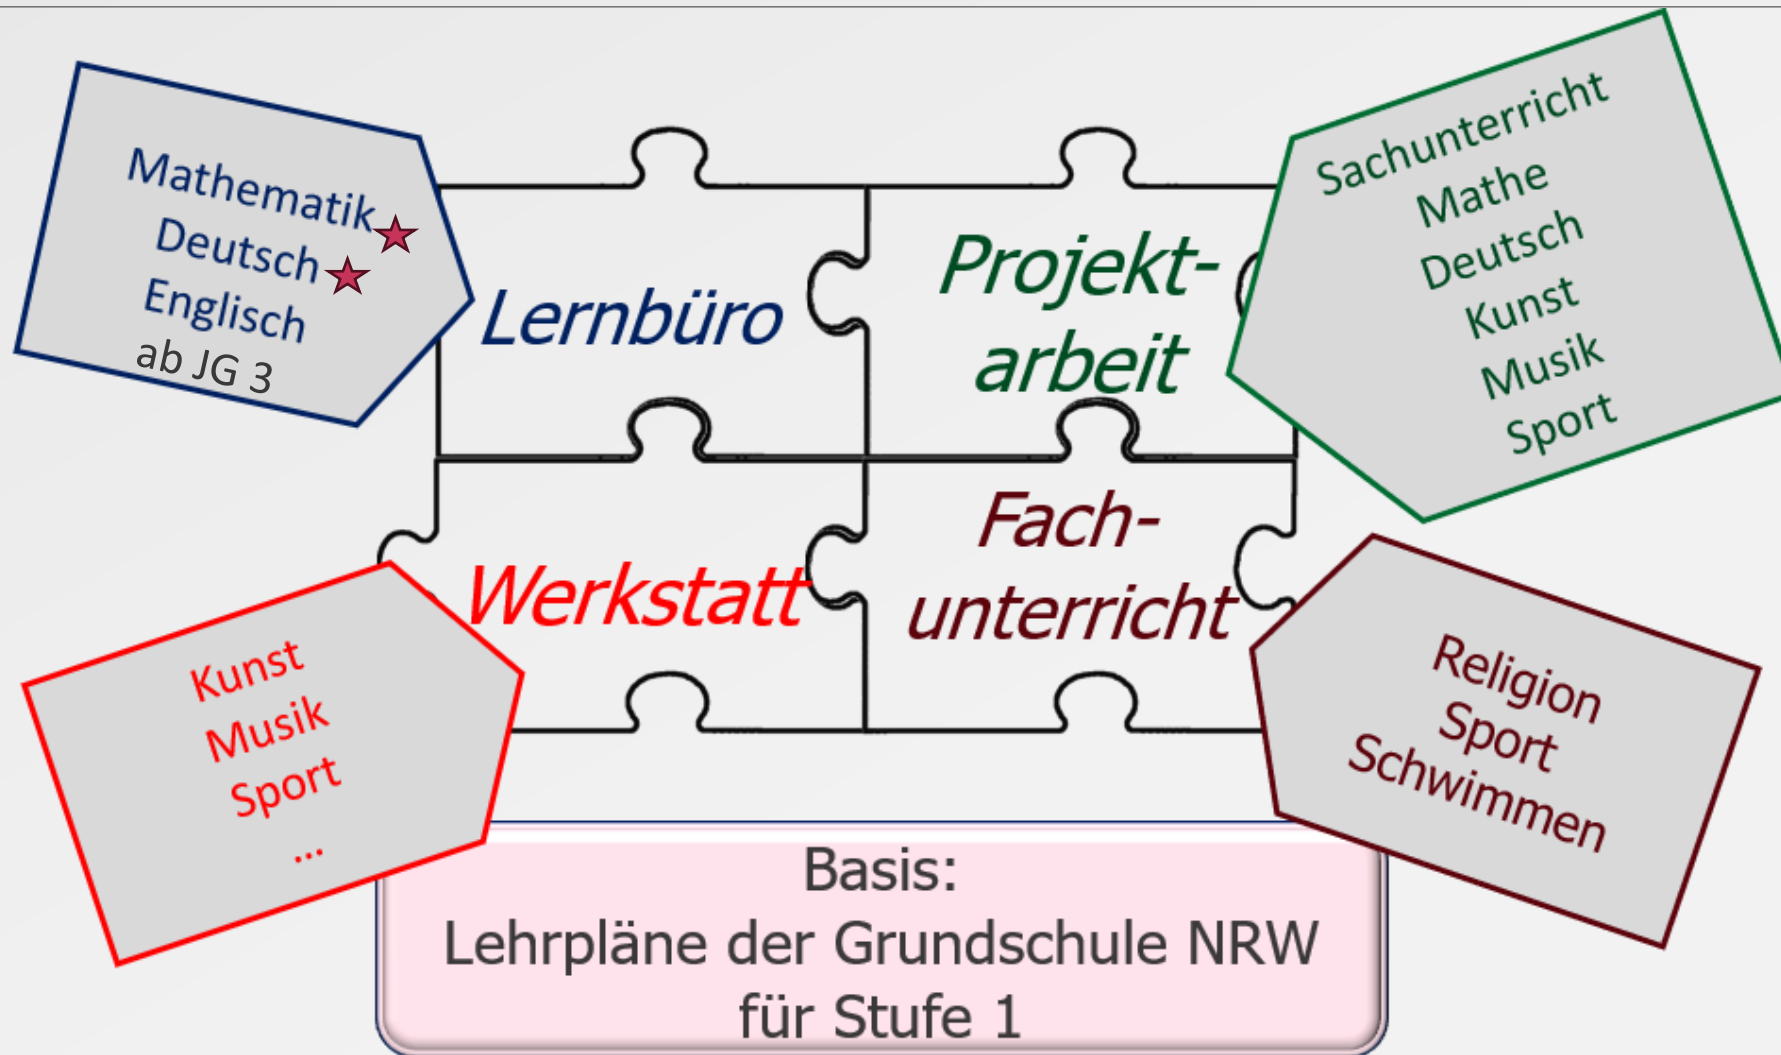 Mathematik
Deutsch
Englisch
ab JG 3
Lernbüro
Projekt-
arbeit
Sachunterricht
Mathe
Deutsch
Kunst
Musik
Sport
Werkstatt
Kunst
Musik
Sport
...
Fach-
unterricht
Religion
Sport
Schwimmen
Basis:
Lehrpläne der Grundschule NRW
für Stufe 1